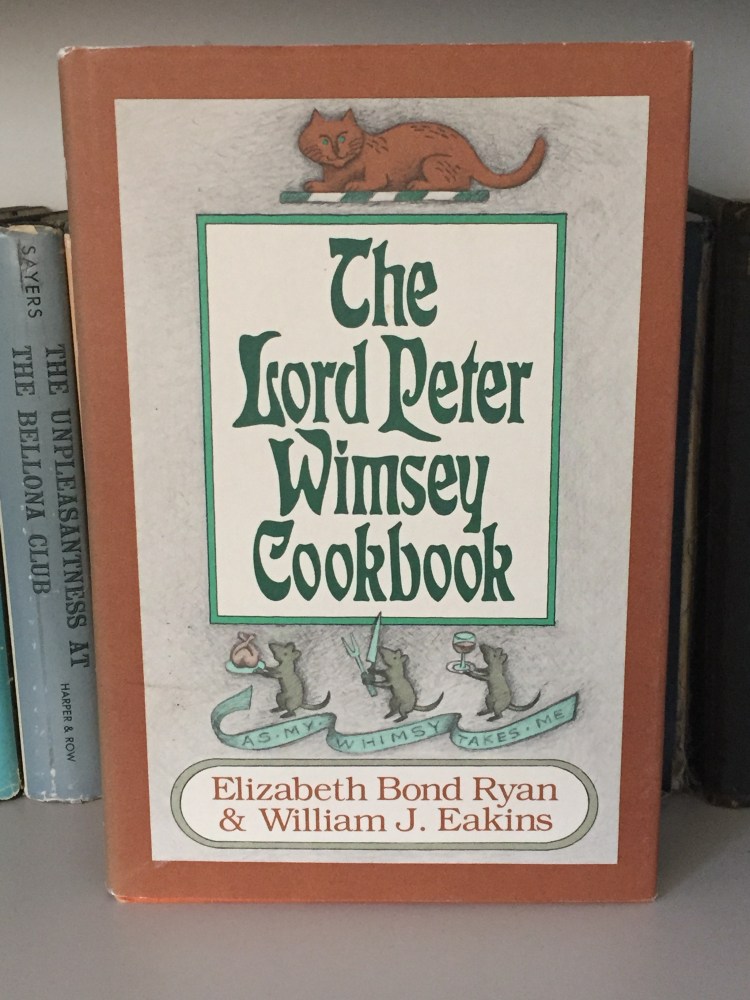 The
Lord Peter
Wimsey
Cookbook
AS·MY·WHIMSY TAKES·ME
Elizabeth Bond Ryan
& William J. Eakins
SAYERS
THE UNPLEASANTNESS AT
THE BELLONA CLUB
HARPER & ROW